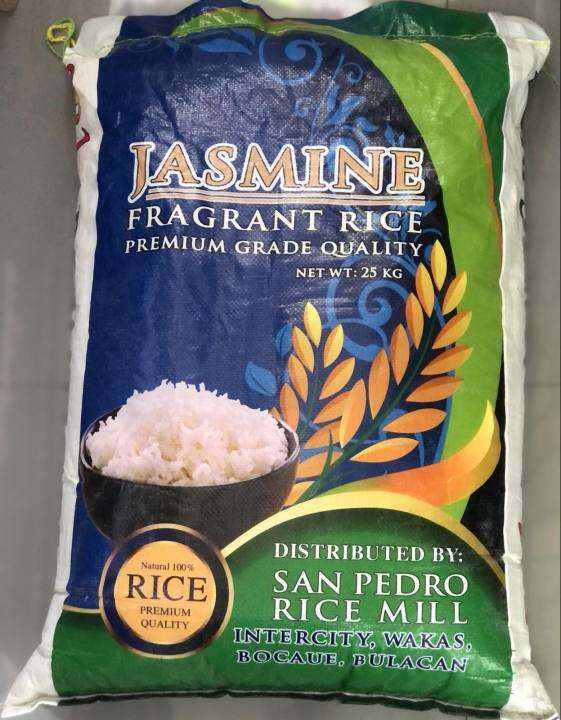 JASMINE
FRAGRANT RICE
PREMIUM GRADE QUALITY
NET WT: 25 KG
Natural 100%
RICE
PREMIUM
QUALITY
DISTRIBUTED BY:
SAN PEDRO
RICE MILL
INTERCITY, WAKAS,
BOCAUE, BULACAN